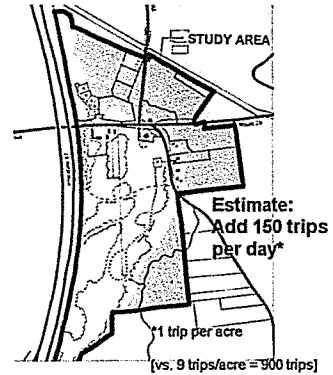 STUDY AREA
Estimate:
Add 150 trips
per day*
*1 trip per acre
[vs. 9 trips/acre = 900 trips]